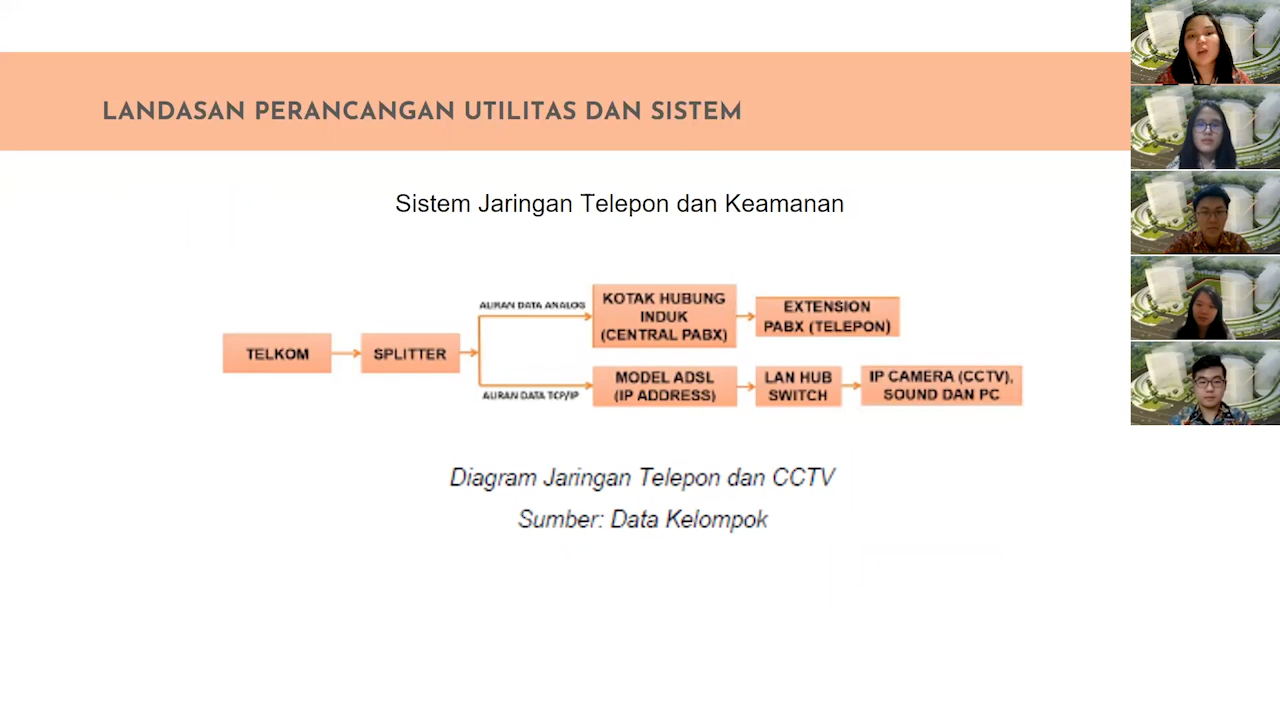 LANDASAN PERANCANGAN UTILITAS DAN SISTEM
Sistem Jaringan Telepon dan Keamanan
TELKOM
SPLITTER
ALIRAN DATA ANALOG
KOTAK HUBUNG
INDUK
(CENTRAL PABX)
EXTENSION
PABX (TELEPON)
ALIRAN DATA TCP/IP
MODEL ADSL
(IP ADDRESS)
LAN HUB
SWITCH
IP CAMERA (CCTV),
SOUND DAN PC
Diagram Jaringan Telepon dan CCTV
Sumber: Data Kelompok